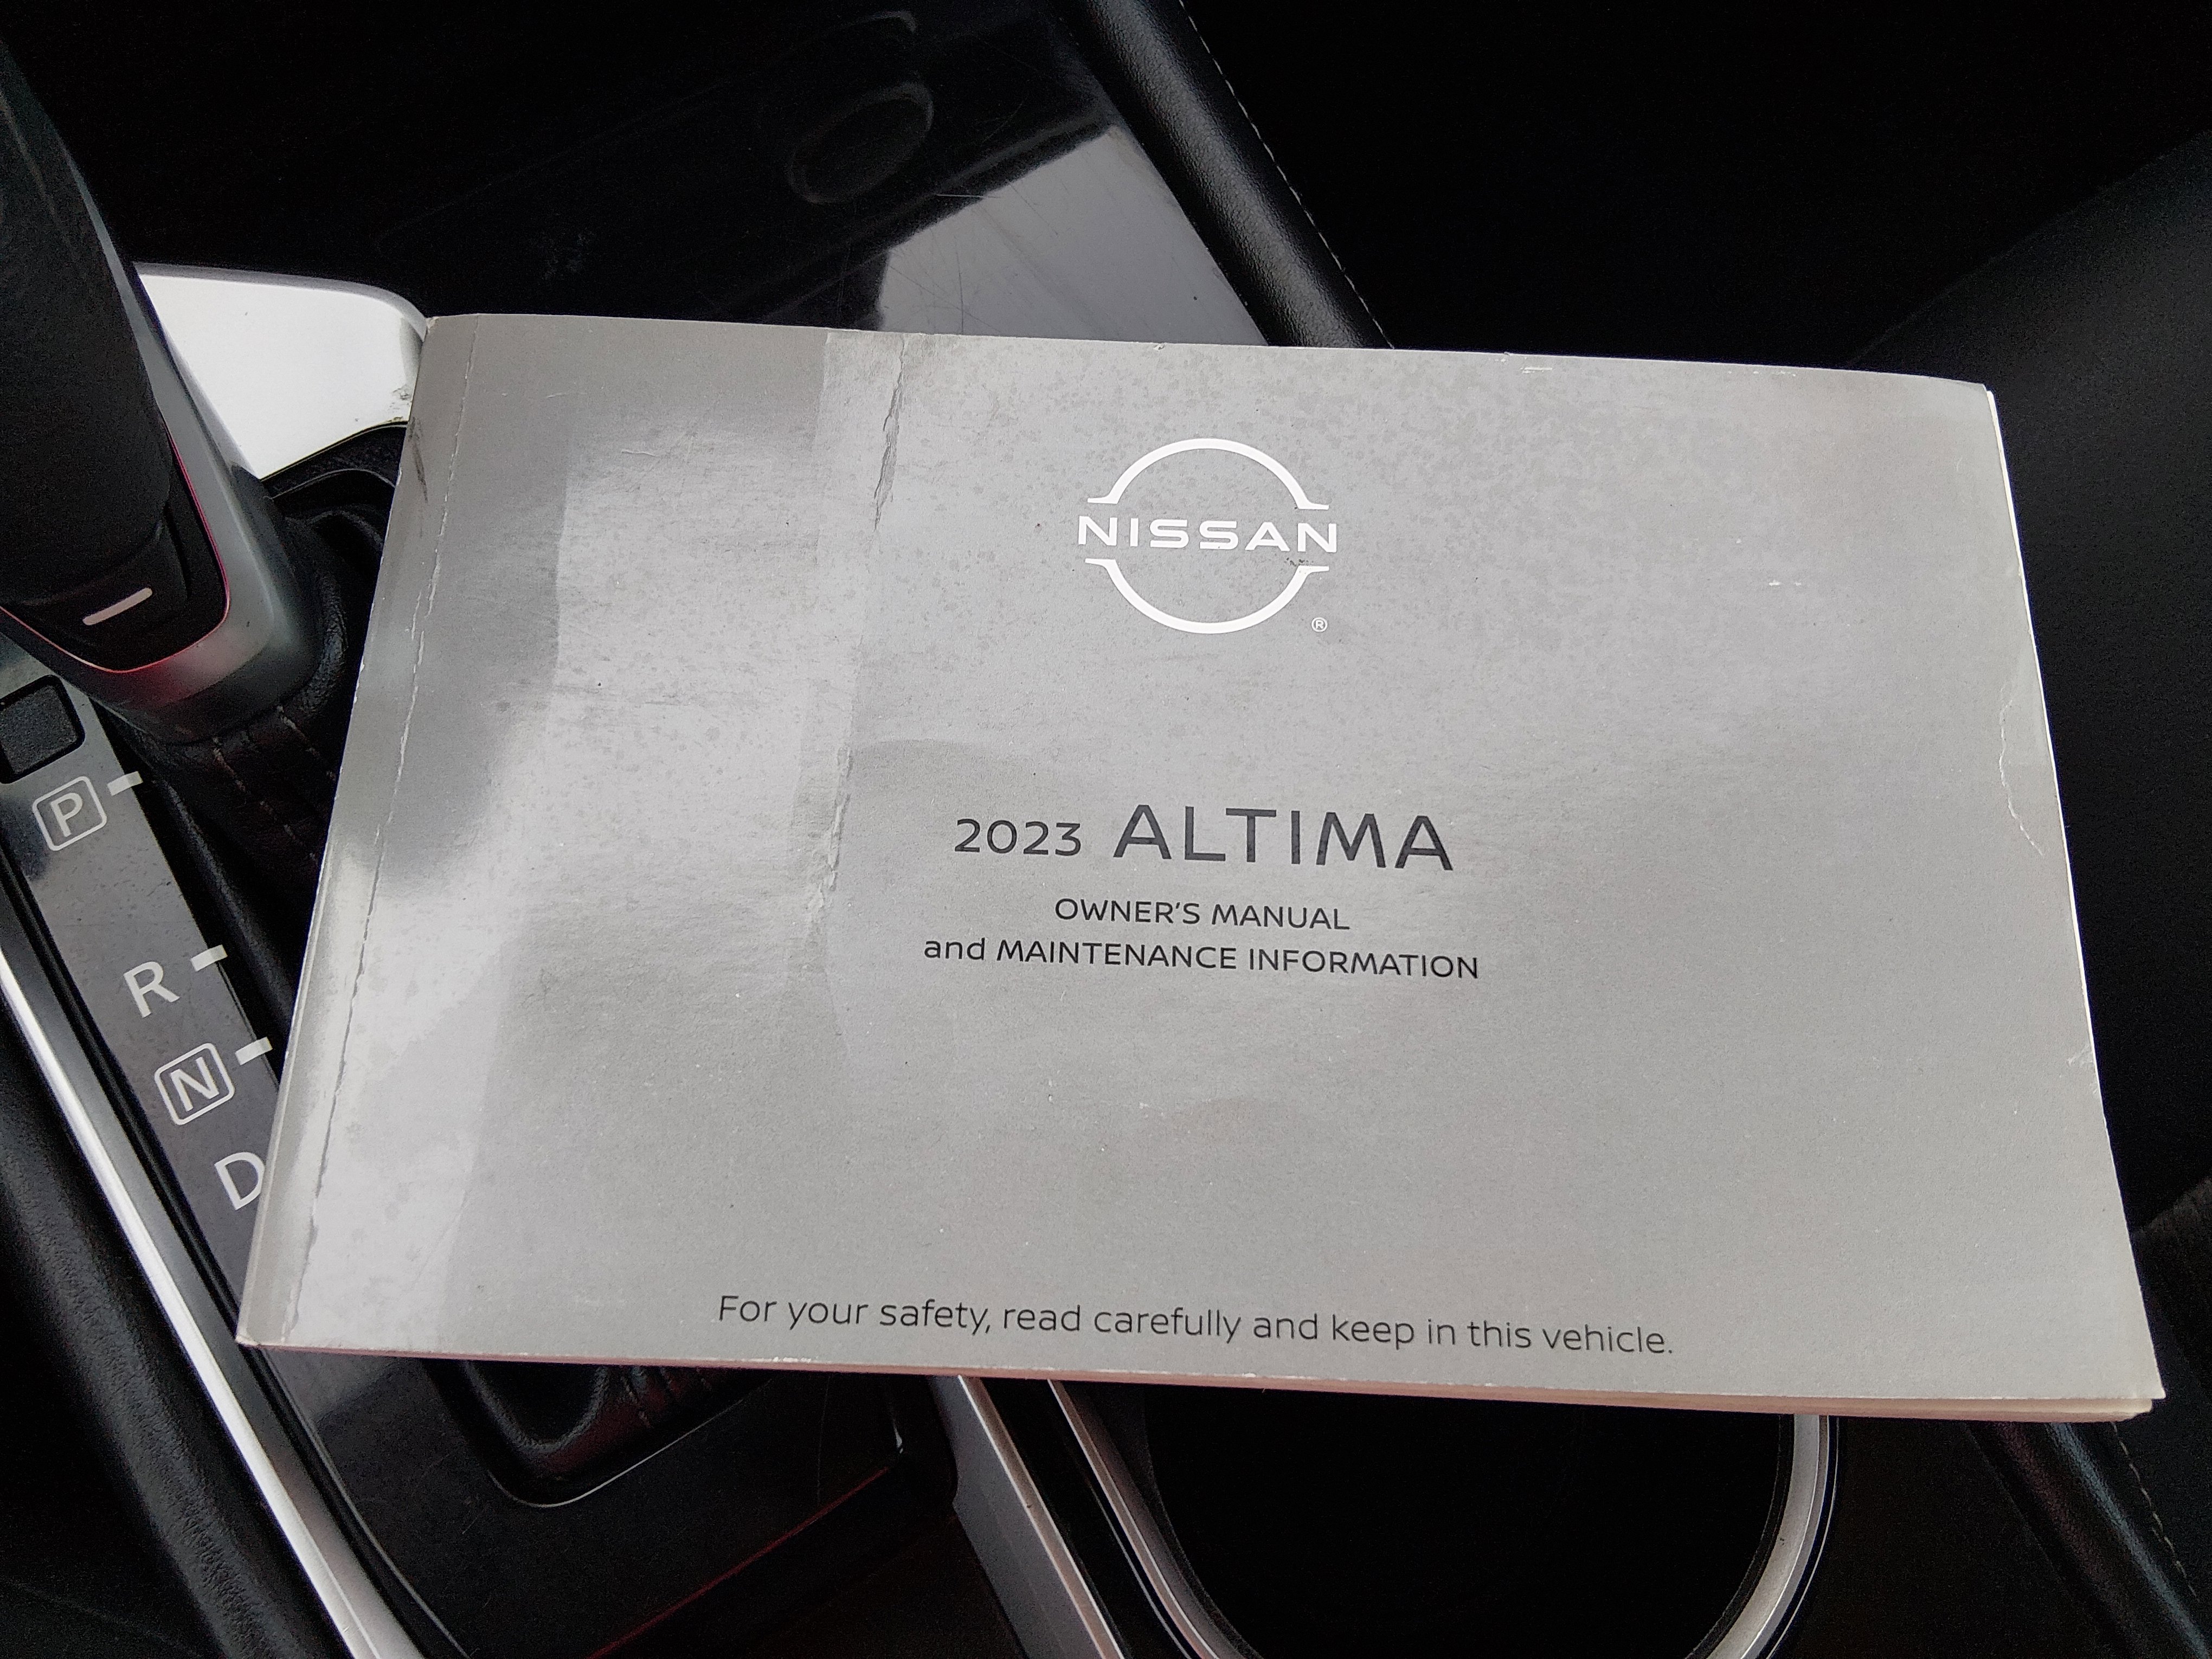 NISSAN
®
2023 ALTIMA
OWNER'S MANUAL
and MAINTENANCE INFORMATION
For your safety, read carefully and keep in this vehicle.
P
R
N
D